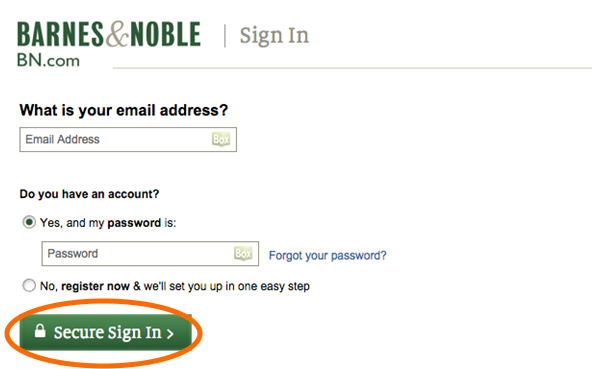 BARNES&NOBLE | Sign In
BN.com
What is your email address?
Email Address Box
Do you have an account?
Yes, and my password is:
Password Box Forgot your password?
No, register now & we'll set you up in one easy step
Secure Sign In >